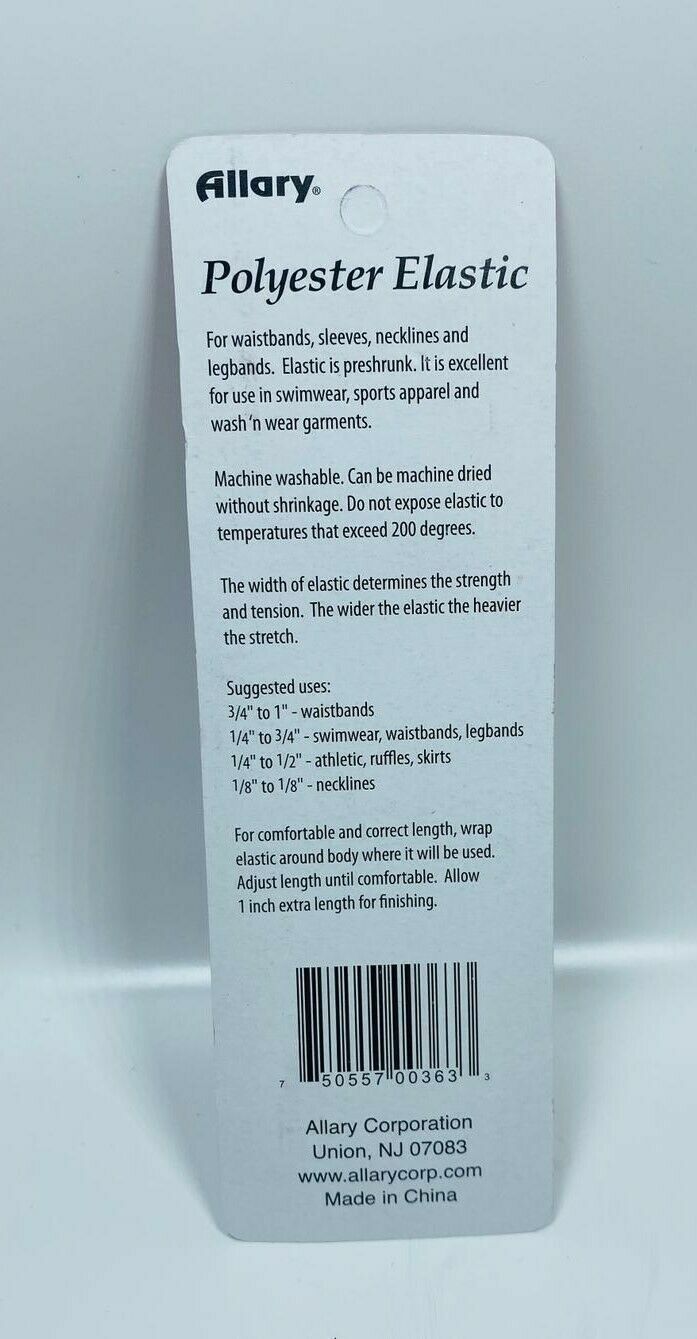 Allary®
Polyester Elastic
For waistbands, sleeves, necklines and
legbands. Elastic is preshrunk. It is excellent
for use in swimwear, sports apparel and
wash'n wear garments.
Machine washable. Can be machine dried
without shrinkage. Do not expose elastic to
temperatures that exceed 200 degrees.
The width of elastic determines the strength
and tension. The wider the elastic the heavier
the stretch.
Suggested uses:
3/4" to 1" - waistbands
1/4" to 3/4" - swimwear, waistbands, legbands
1/4" to 1/2" - athletic, ruffles, skirts
1/8" to 1/8" - necklines
For comfortable and correct length, wrap
elastic around body where it will be used.
Adjust length until comfortable. Allow
1 inch extra length for finishing.
7 50557 00363 3
Allary Corporation
Union, NJ 07083
www.allarycorp.com
Made in China